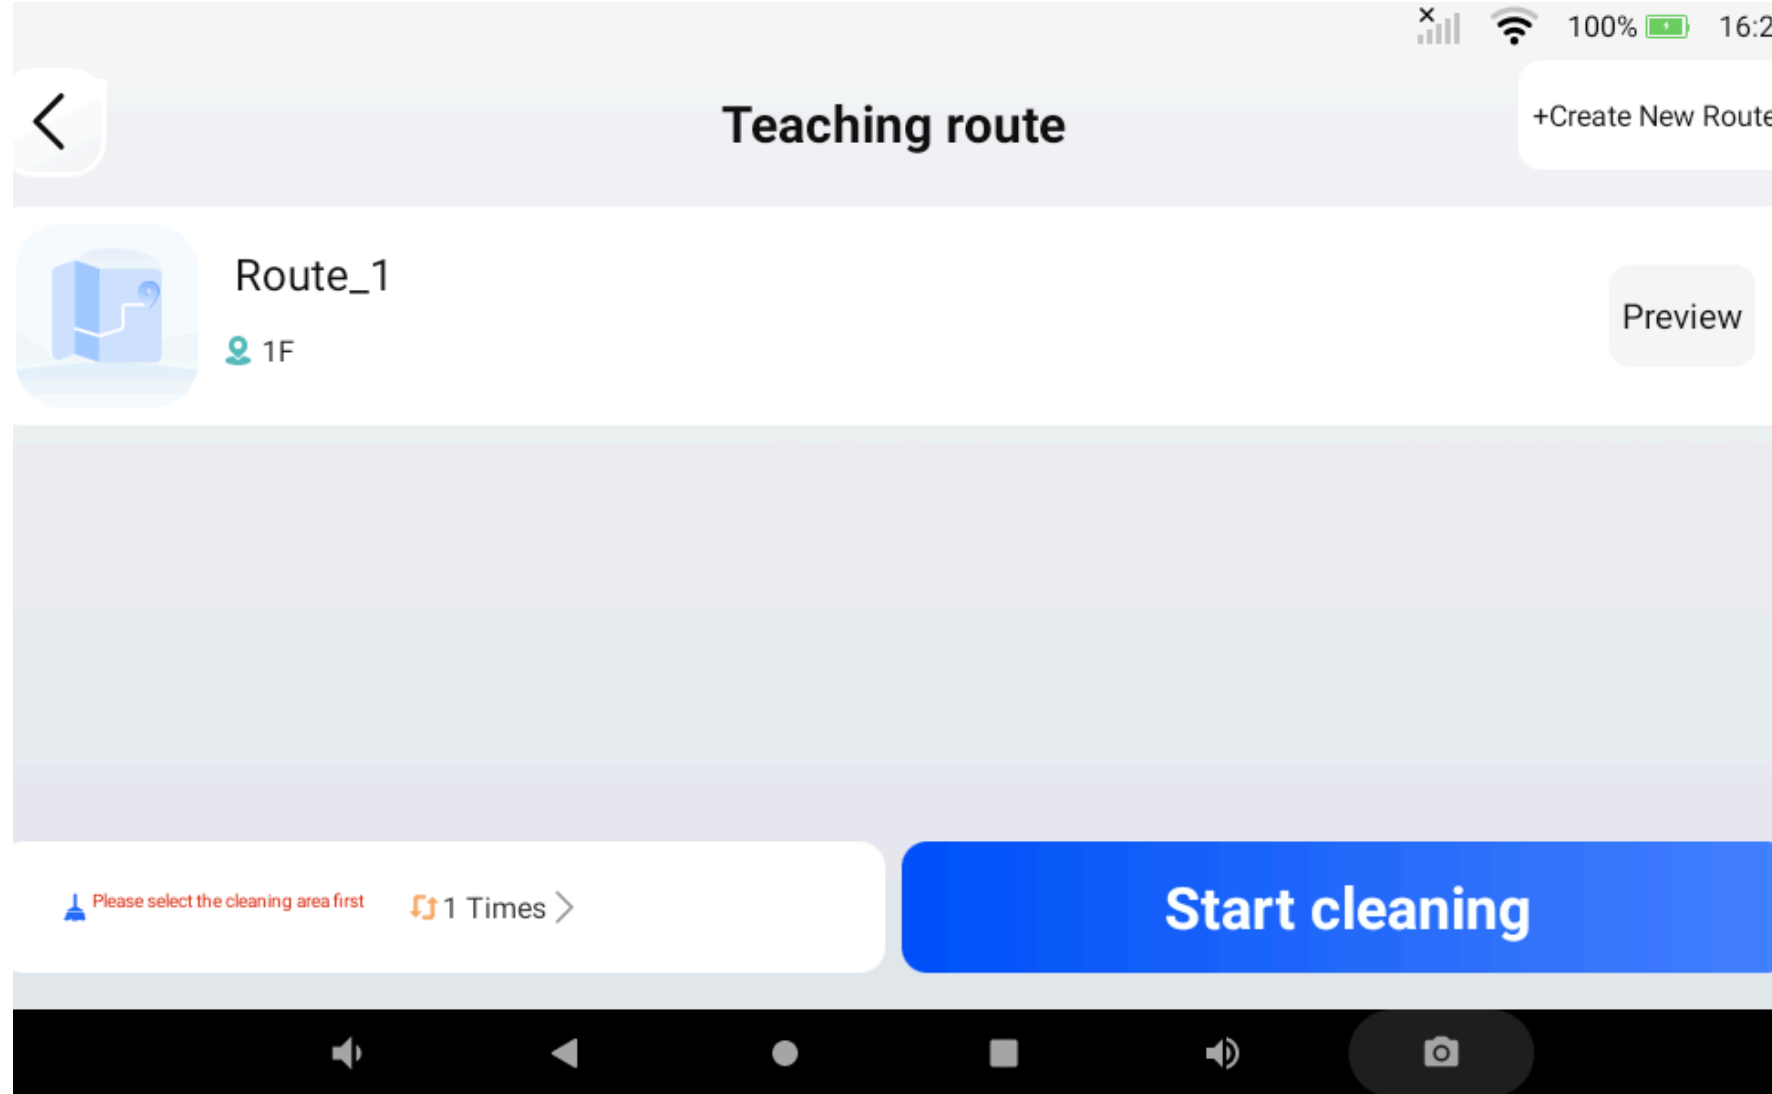 100% 16:2
Teaching route
+Create New Route
Route_1
1F
Preview
Please select the cleaning area first
1 Times
Start cleaning